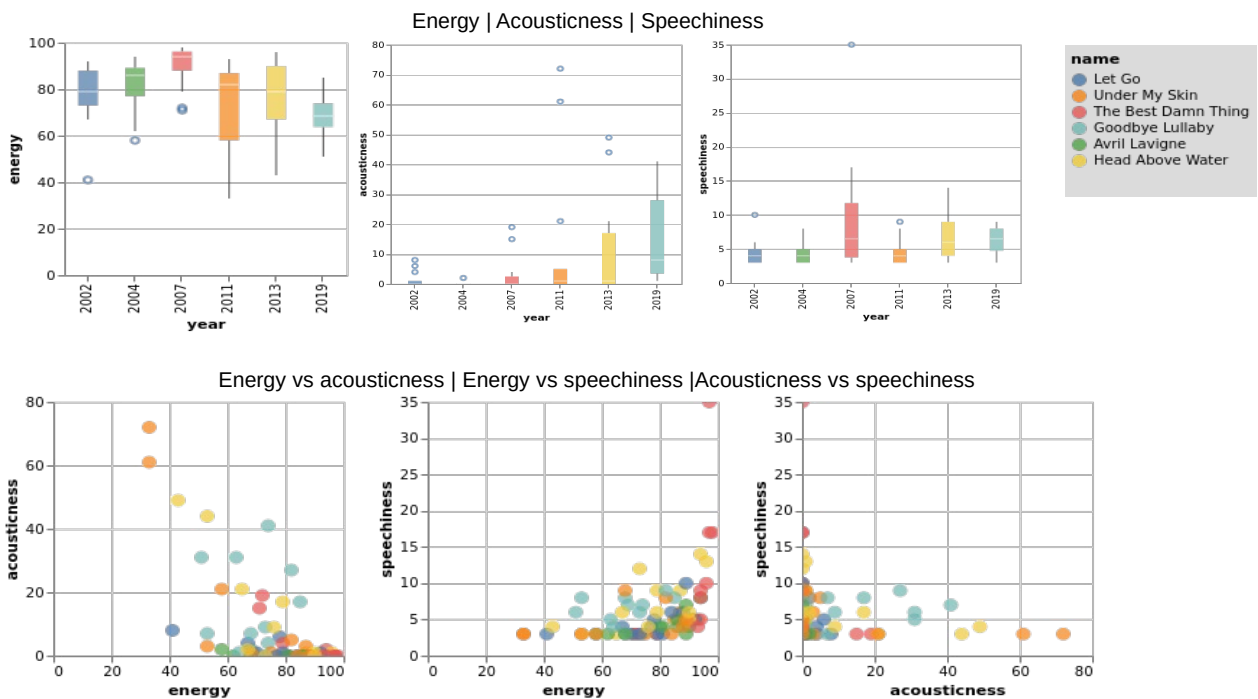 Energy | Acousticness | Speechiness
100
80
60
40
20
0
energy
2002
2004
2007
2011
2013
2019
year
80
70
60
50
40
30
20
10
0
acousticness
2002
2004
2007
2011
2013
2019
year
35
30
25
20
15
10
5
0
speechiness
2002
2004
2007
2011
2013
2019
year
name
Let Go
Under My Skin
The Best Damn Thing
Goodbye Lullaby
Avril Lavigne
Head Above Water
Energy vs acousticness | Energy vs speechiness |Acousticness vs speechiness
80
60
40
20
0
acousticness
0 20 40 60 80 100
energy
35
30
25
20
15
10
5
0
speechiness
0 20 40 60 80 100
energy
35
30
25
20
15
10
5
0
speechiness
0 20 40 60 80
acousticness